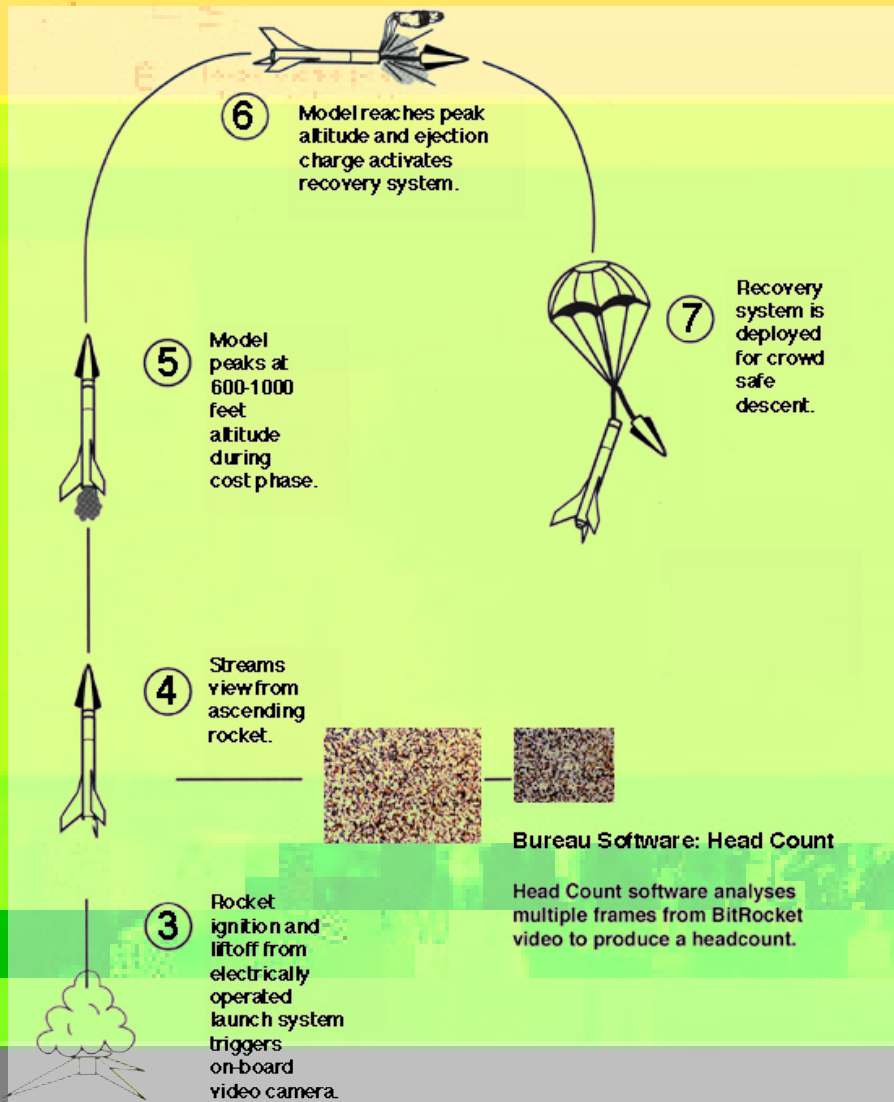 6
Model reaches peak
altitude and ejection
charge activates
recovery system.
7
Recovery
system is
deployed
for crowd
safe
descent.
5
Model
peaks at
600-1000
feet
altitude
during
cost phase.
4
Streams
view from
ascending
rocket.
Bureau Software: Head Count
Head Count software analyses
multiple frames from BitRocket
video to produce a headcount.
3
Rocket
ignition and
liftoff from
electrically
operated
launch system
triggers
on-board
video camera.